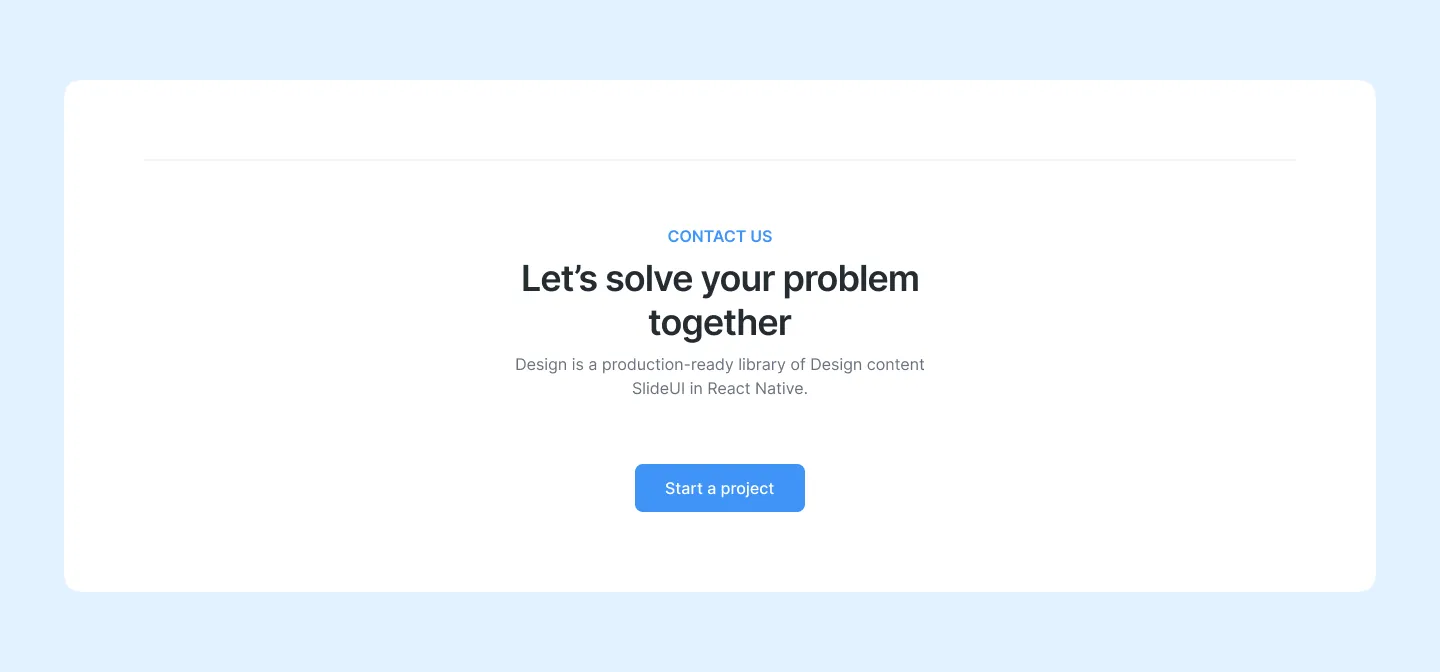 CONTACT US
Let’s solve your problem
together
Design is a production-ready library of Design content
SlideUI in React Native.
Start a project